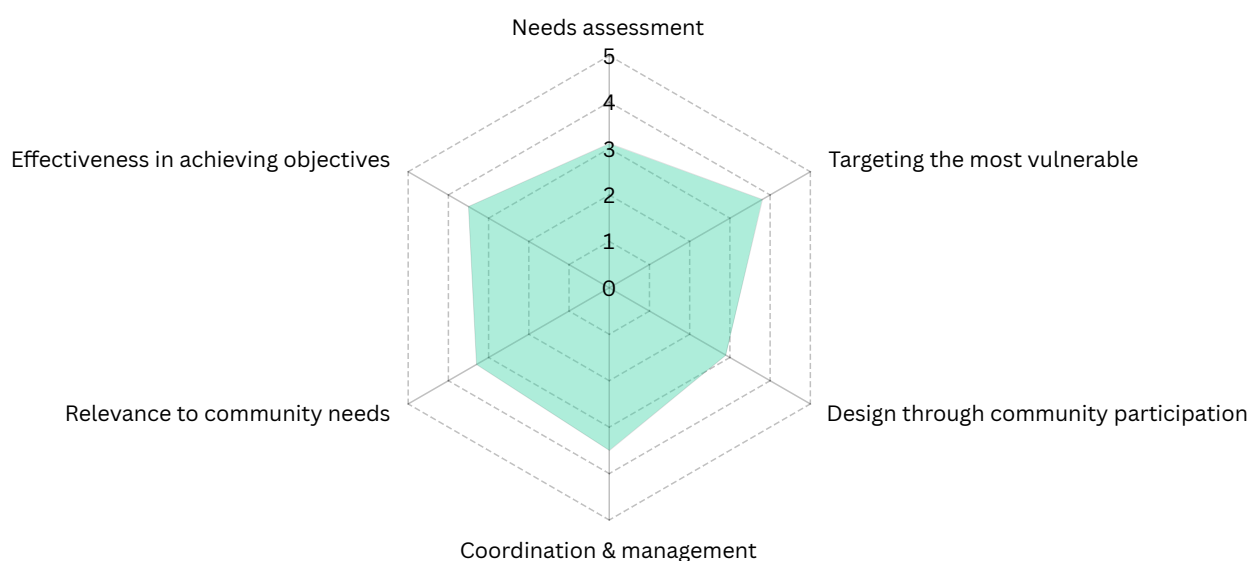 Needs assessment
5
4
Effectiveness in achieving objectives
Targeting the most vulnerable
3
2
1
0
Relevance to community needs
Design through community participation
Coordination & management